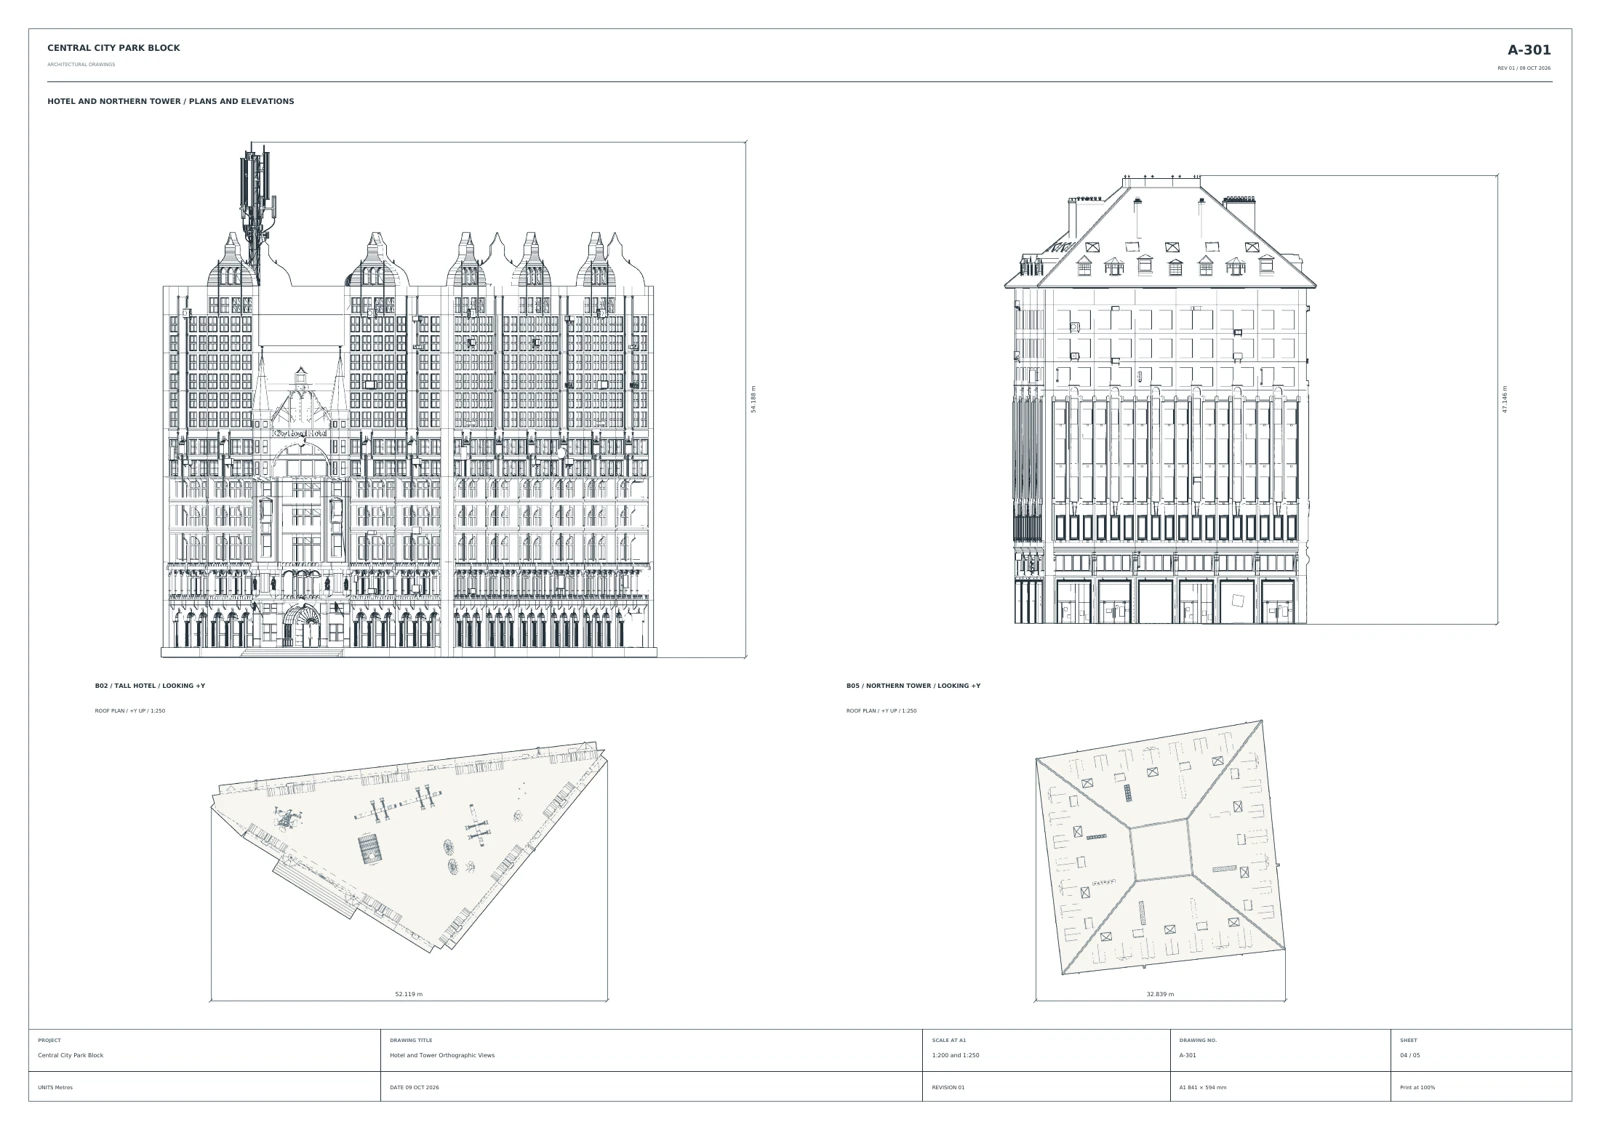 CENTRAL CITY PARK BLOCK
ARCHITECTURAL DRAWINGS
A-301
REV 01 / 09 OCT 2026
HOTEL AND NORTHERN TOWER / PLANS AND ELEVATIONS
54.188 m
47.146 m
B02 / TALL HOTEL / LOOKING +Y
ROOF PLAN / +Y UP / 1:250
B05 / NORTHERN TOWER / LOOKING +Y
ROOF PLAN / +Y UP / 1:250
52.119 m
32.839 m
PROJECT
Central City Park Block
DRAWING TITLE
Hotel and Tower Orthographic Views
SCALE AT A1
1:200 and 1:250
DRAWING NO.
A-301
SHEET
04 / 05
UNITS Metres
DATE 09 OCT 2026
REVISION 01
A1 841 × 594 mm
Print at 100%